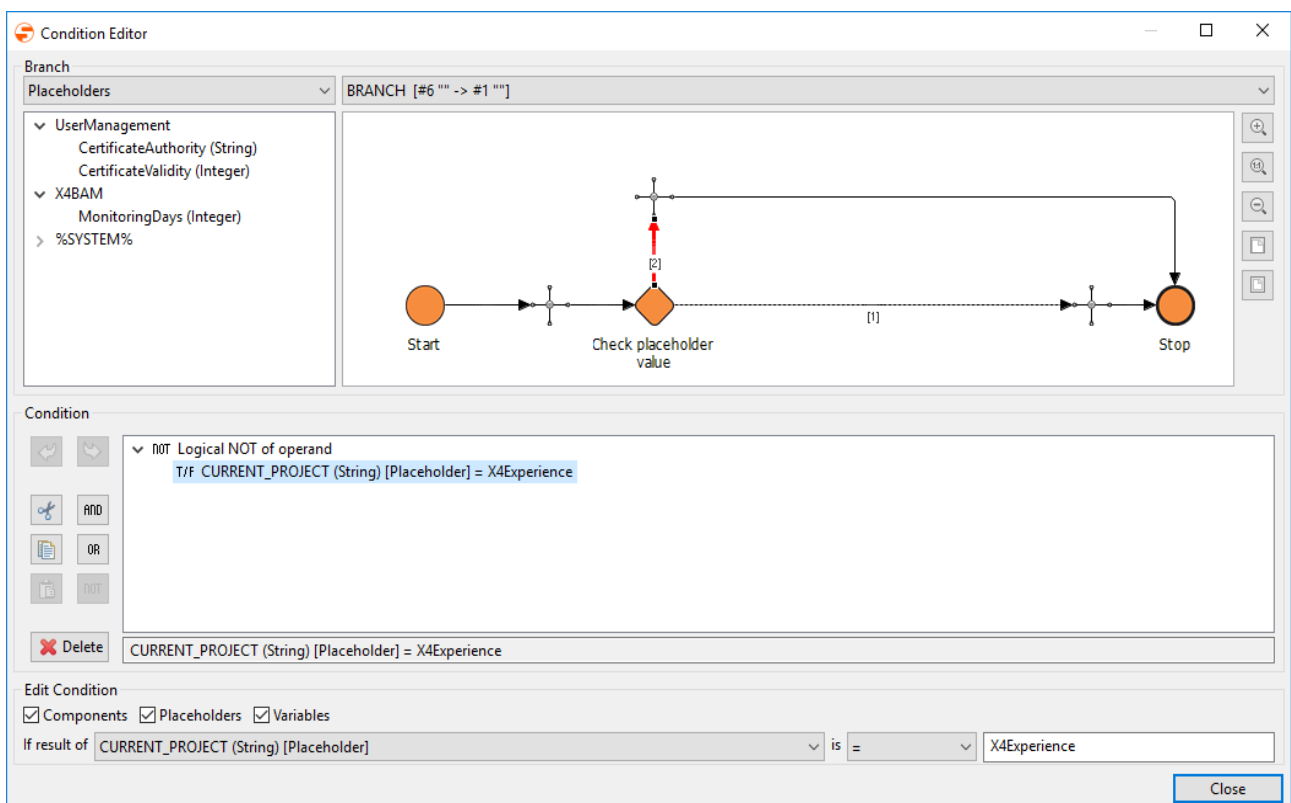 Condition Editor
Branch
Placeholders
BRANCH [#6 "" -> #1 ""]
UserManagement
CertificateAuthority (String)
CertificateValidity (Integer)
X4BAM
MonitoringDays (Integer)
%SYSTEM%
1:1
[2]
[1]
Start
Check placeholder
value
Stop
Condition
NOT Logical NOT of operand
T/F CURRENT_PROJECT (String) [Placeholder] = X4Experience
AND
OR
NOT
Delete
CURRENT_PROJECT (String) [Placeholder] = X4Experience
Edit Condition
Components Placeholders Variables
If result of CURRENT_PROJECT (String) [Placeholder] is = X4Experience
Close